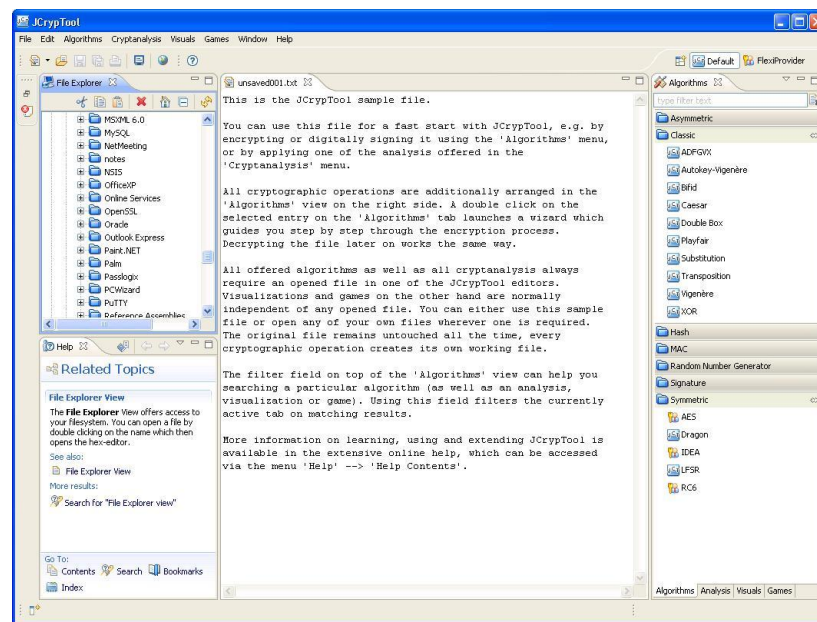 JCrypTool
File Edit Algorithms Cryptanalysis Visuals Games Window Help
Default FlexiProvider
File Explorer
MSXML 6.0
MySQL
NetMeeting
notes
NSIS
OfficeXP
Online Services
OpenSSL
Oracle
Outlook Express
Paint.NET
Palm
Passlogix
PCWizard
PuTTY
Reference Assemblies
Help
Related Topics
File Explorer View
The File Explorer View offers access to
your filesystem. You can open a file by
double clicking on the name which then
opens the hex-editor.
See also:
File Explorer View
More results:
Search for "File Explorer view"
Go To:
Contents Search Bookmarks
Index
unsaved001.txt
This is the JCrypTool sample file.
You can use this file for a fast start with JCrypTool, e.g. by
encrypting or digitally signing it using the 'Algorithms' menu,
or by applying one of the analysis offered in the
'Cryptanalysis' menu.
All cryptographic operations are additionally arranged in the
'Algorithms' view on the right side. A double click on the
selected entry on the 'Algorithms' tab launches a wizard which
guides you step by step through the encryption process.
Decrypting the file later on works the same way.
All offered algorithms as well as all cryptanalysis always
require an opened file in one of the JCrypTool editors.
Visualizations and games on the other hand are normally
independent of any opened file. You can either use this sample
file or open any of your own files wherever one is required.
The original file remains untouched all the time, every
cryptographic operation creates its own working file.
The filter field on top of the 'Algorithms' view can help you
searching a particular algorithm (as well as an analysis,
visualization or game). Using this field filters the currently
active tab on matching results.
More information on learning, using and extending JCrypTool is
available in the extensive online help, which can be accessed
via the menu 'Help' --> 'Help Contents'.
Algorithms
type filter text
Asymmetric
Classic
ADFGVX
Autokey-Vigenère
Bifid
Caesar
Double Box
Playfair
Substitution
Transposition
Vigenère
XOR
Hash
MAC
Random Number Generator
Signature
Symmetric
AES
Dragon
IDEA
LFSR
RC6
Algorithms Analysis Visuals Games